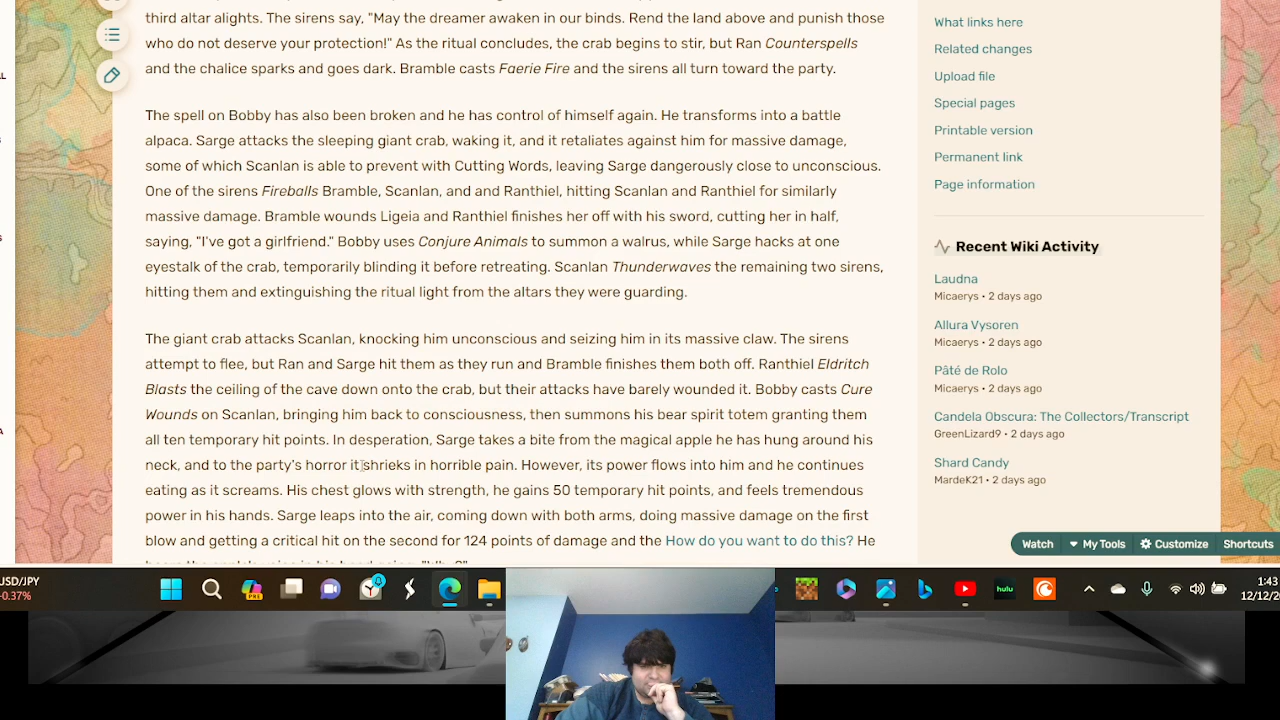 third altar alights. The sirens say, "May the dreamer awaken in our binds. Rend the land above and punish those
who do not deserve your protection!" As the ritual concludes, the crab begins to stir, but Ran Counterspells
and the chalice sparks and goes dark. Bramble casts Faerie Fire and the sirens all turn toward the party.
The spell on Bobby has also been broken and he has control of himself again. He transforms into a battle
alpaca. Sarge attacks the sleeping giant crab, waking it, and it retaliates against him for massive damage,
some of which Scanlan is able to prevent with Cutting Words, leaving Sarge dangerously close to unconscious.
One of the sirens Fireballs Bramble, Scanlan, and and Ranthiel, hitting Scanlan and Ranthiel for similarly
massive damage. Bramble wounds Ligeia and Ranthiel finishes her off with his sword, cutting her in half,
saying, "I've got a girlfriend." Bobby uses Conjure Animals to summon a walrus, while Sarge hacks at one
eyestalk of the crab, temporarily blinding it before retreating. Scanlan Thunderwaves the remaining two sirens,
hitting them and extinguishing the ritual light from the altars they were guarding.
The giant crab attacks Scanlan, knocking him unconscious and seizing him in its massive claw. The sirens
attempt to flee, but Ran and Sarge hit them as they run and Bramble finishes them both off. Ranthiel Eldritch
Blasts the ceiling of the cave down onto the crab, but their attacks have barely wounded it. Bobby casts Cure
Wounds on Scanlan, bringing him back to consciousness, then summons his bear spirit totem granting them
all ten temporary hit points. In desperation, Sarge takes a bite from the magical apple he has hung around his
neck, and to the party's horror it shrieks in horrible pain. However, its power flows into him and he continues
eating as it screams. His chest glows with strength, he gains 50 temporary hit points, and feels tremendous
power in his hands. Sarge leaps into the air, coming down with both arms, doing massive damage on the first
blow and getting a critical hit on the second for 124 points of damage and the How do you want to do this? He
What links here
Related changes
Upload file
Special pages
Printable version
Permanent link
Page information
Recent Wiki Activity
Laudna
Micaerys • 2 days ago
Allura Vysoren
Micaerys • 2 days ago
Pâté de Rolo
Micaerys • 2 days ago
Candela Obscura: The Collectors/Transcript
GreenLizard9 • 2 days ago
Shard Candy
MardeK21 • 2 days ago
Watch My Tools Customize Shortcuts
USD/JPY
-0.37%
PRE
hulu
1:43
12/12/2